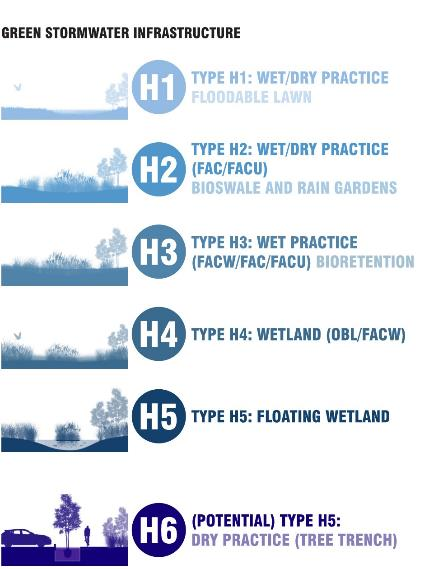 GREEN STORMWATER INFRASTRUCTURE
H1
TYPE H1: WET/DRY PRACTICE
FLOODABLE LAWN
H2
TYPE H2: WET/DRY PRACTICE
(FAC/FACU)
BIOSWALE AND RAIN GARDENS
H3
TYPE H3: WET PRACTICE
(FACW/FAC/FACU) BIORETENTION
H4
TYPE H4: WETLAND (OBL/FACW)
H5
TYPE H5: FLOATING WETLAND
H6
(POTENTIAL) TYPE H5:
DRY PRACTICE (TREE TRENCH)